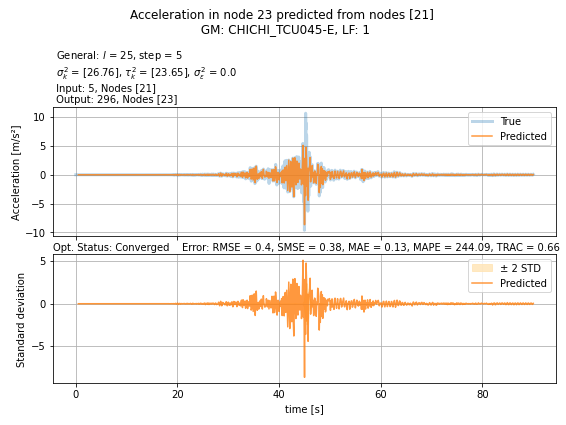 Acceleration in node 23 predicted from nodes [21]
GM: CHICHI_TCU045-E, LF: 1
General: l = 25, step = 5
σ²ₖ = [26.76], τ²ₖ = [23.65], σ²ε = 0.0
Input: 5, Nodes [21]
Output: 296, Nodes [23]
Acceleration [m/s²]
10
5
0
−5
−10
True
Predicted
Opt. Status: Converged Error: RMSE = 0.4, SMSE = 0.38, MAE = 0.13, MAPE = 244.09, TRAC = 0.66
Standard deviation
5
0
−5
± 2 STD
Predicted
0 20 40 60 80
time [s]